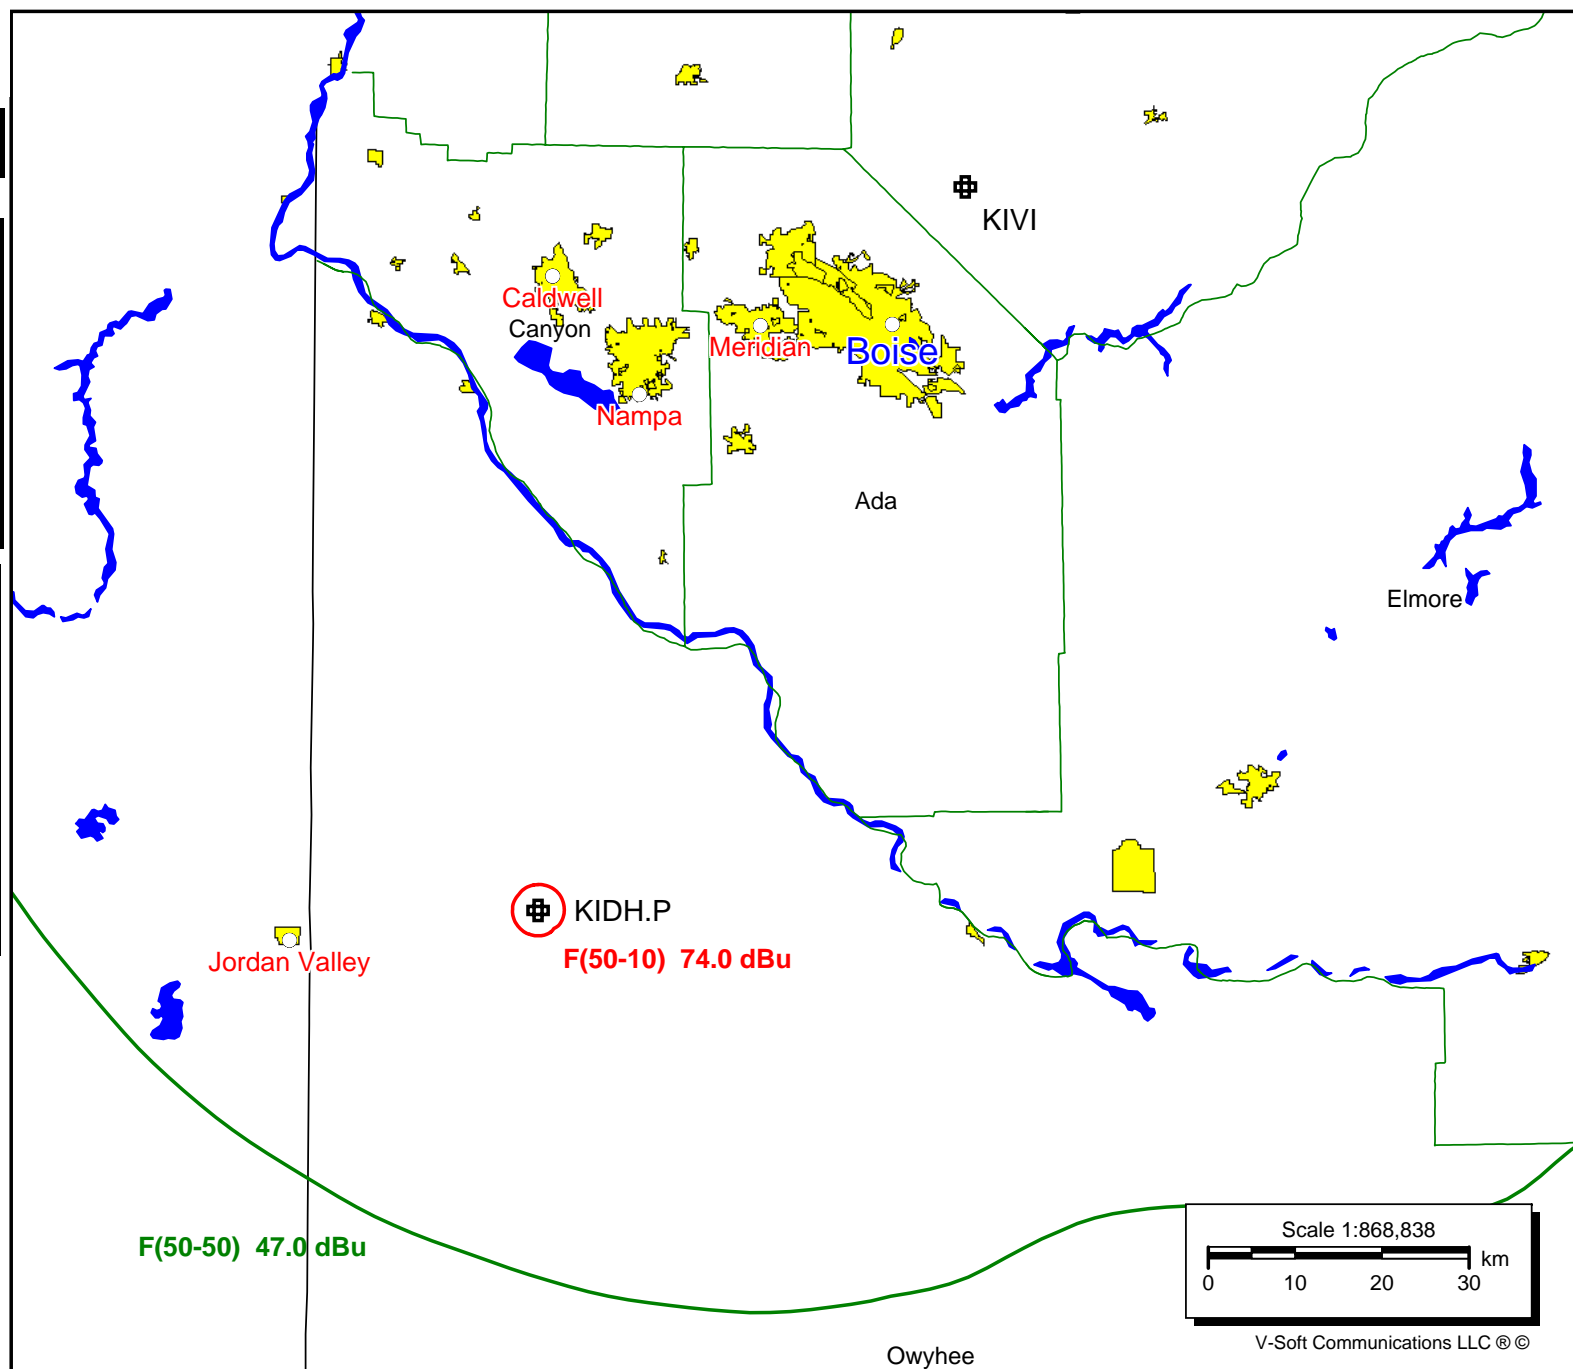 KIVI
Caldwell
Canyon
Meridian
Boise
Nampa
Ada
Elmore
KIDH.P
F(50-10) 74.0 dBu
Jordan Valley
F(50-50) 47.0 dBu
Scale 1:868,838
km
0 10 20 30
V-Soft Communications LLC ® ©
Owyhee